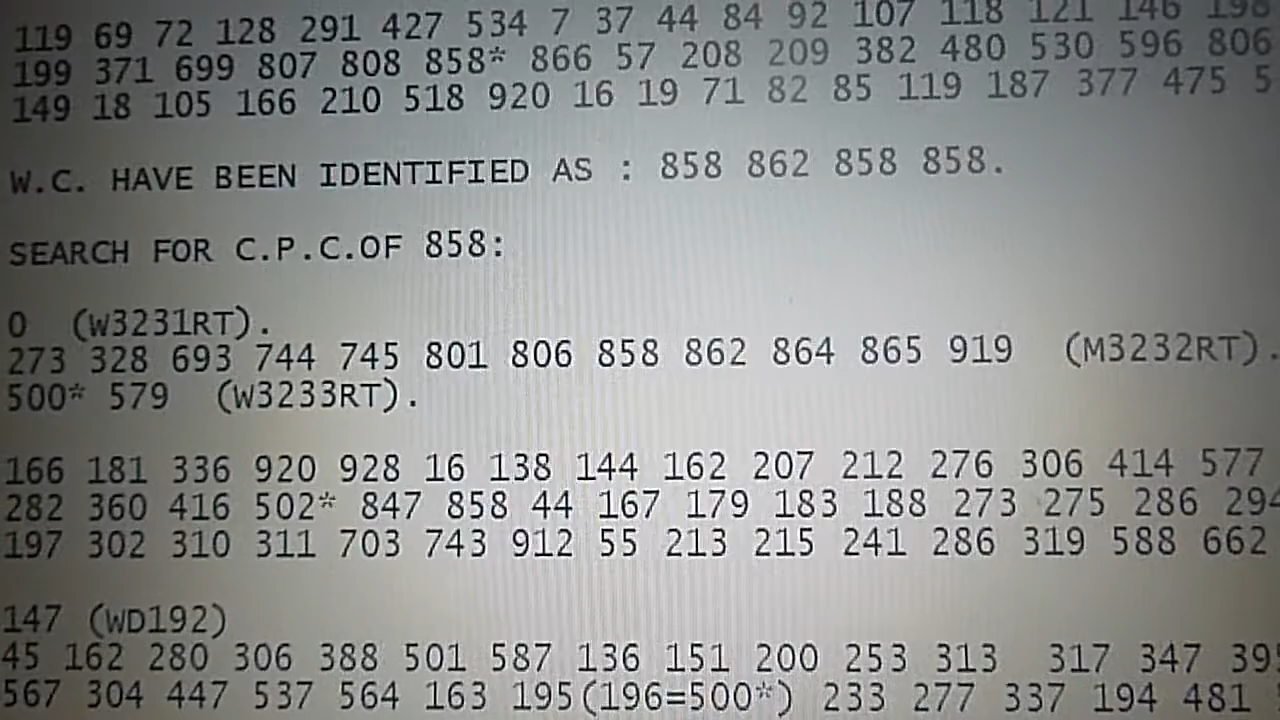 119 69 72 128 291 427 534 7 37 44 84 92 107 118 121 146 198
199 371 699 807 808 858* 866 57 208 209 382 480 530 596 806
149 18 105 166 210 518 920 16 19 71 82 85 119 187 377 475 5
W.C. HAVE BEEN IDENTIFIED AS : 858 862 858 858.
SEARCH FOR C.P.C.OF 858:
0 (W3231RT).
273 328 693 744 745 801 806 858 862 864 865 919 (M3232RT).
500* 579 (W3233RT).
166 181 336 920 928 16 138 144 162 207 212 276 306 414 577
282 360 416 502* 847 858 44 167 179 183 188 273 275 286 294
197 302 310 311 703 743 912 55 213 215 241 286 319 588 662
147 (WD192)
45 162 280 306 388 501 587 136 151 200 253 313 317 347 39
567 304 447 537 564 163 195(196=500*) 233 277 337 194 481